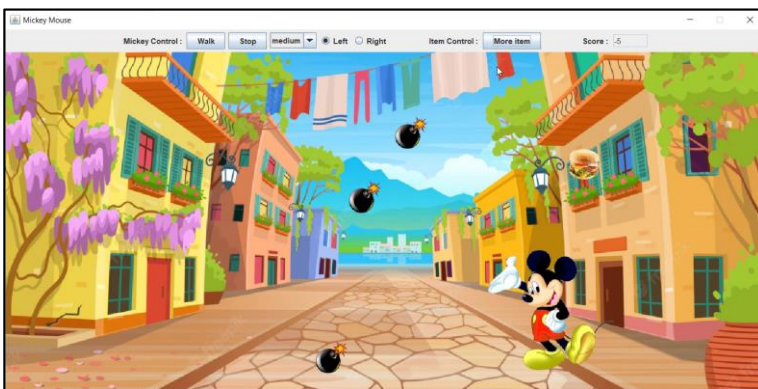 Mickey Mouse
Mickey Control : Walk Stop medium Left Right Item Control : More item Score : -5